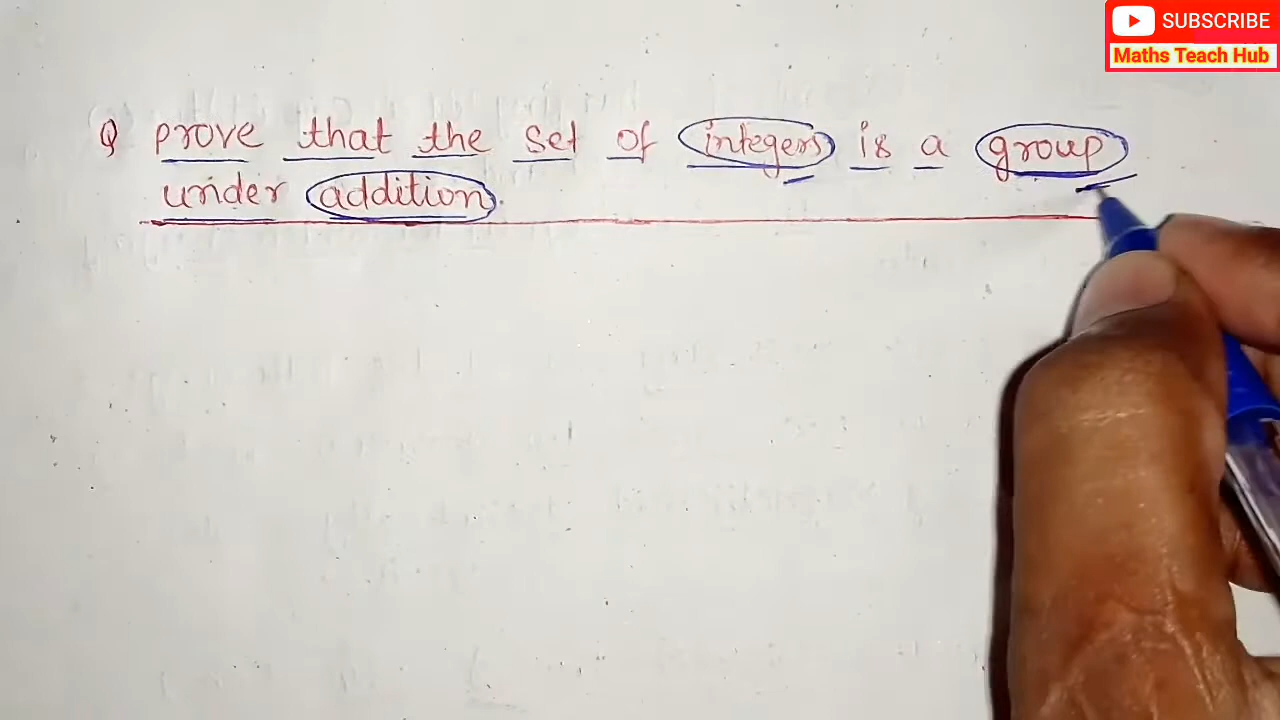 SUBSCRIBE
Maths Teach Hub
Q prove that the set of integers is a group
under addition.